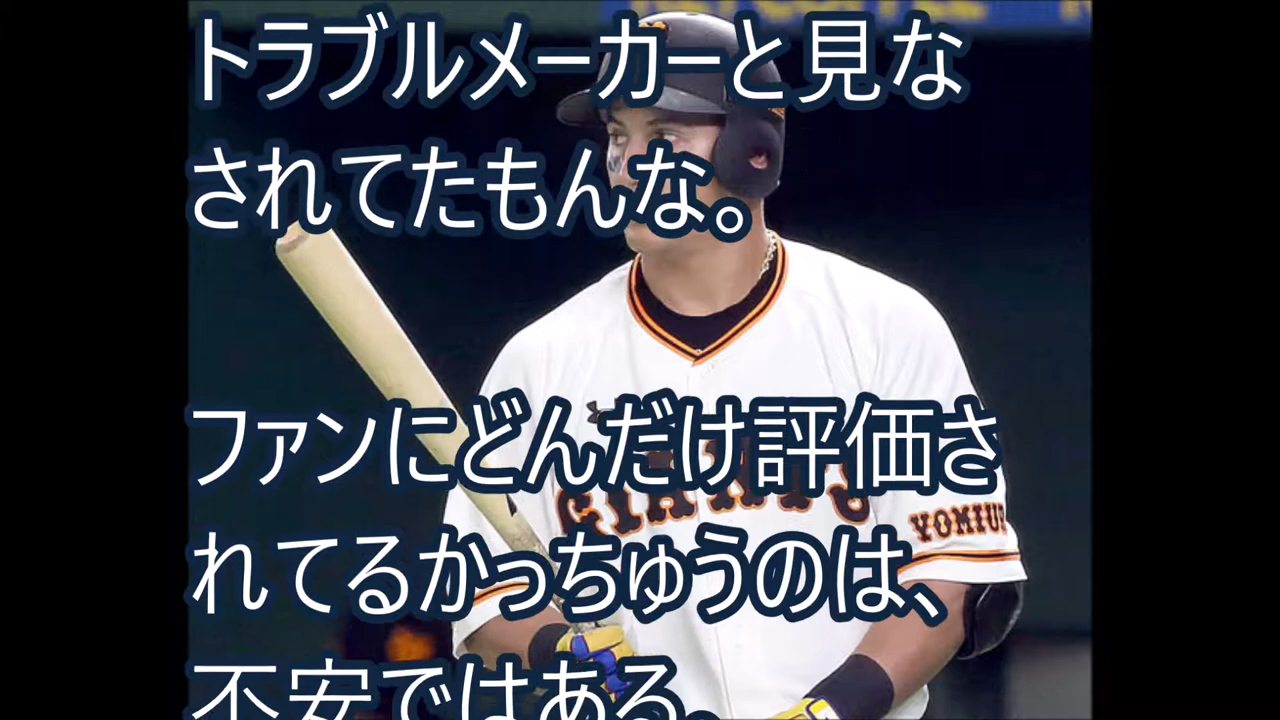 トラブルメーカーと見な
されてたもんな。
ファンにどんだけ評価さ
れてるかっちゅうのは、
不安ではある。
GIANTS
YOMIURI